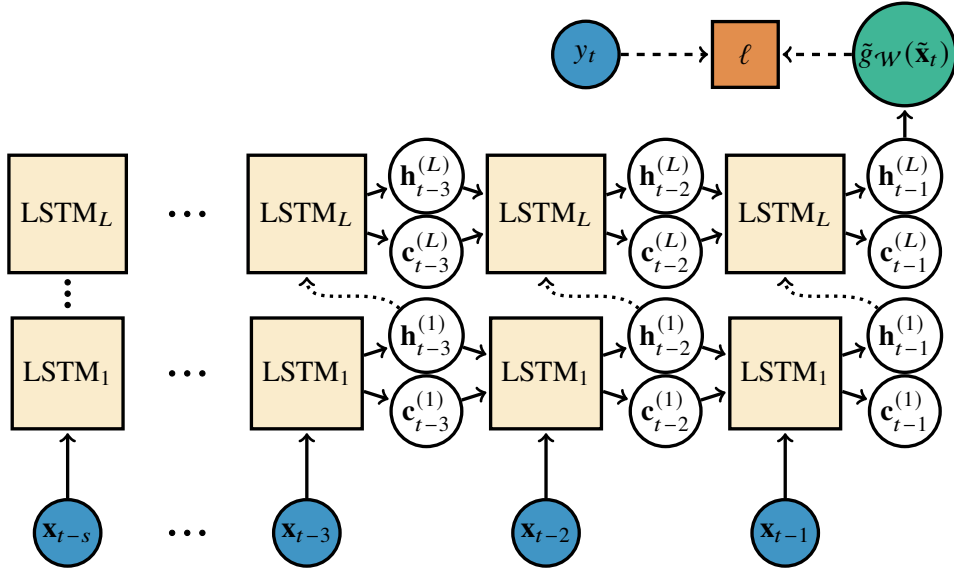 y_t ℓ g̃_𝒲(x̃_t)
h_{t−3}^{(L)} h_{t−2}^{(L)} h_{t−1}^{(L)}
LSTM_L ··· LSTM_L LSTM_L LSTM_L
c_{t−3}^{(L)} c_{t−2}^{(L)} c_{t−1}^{(L)}
⋮
h_{t−3}^{(1)} h_{t−2}^{(1)} h_{t−1}^{(1)}
LSTM_1 ··· LSTM_1 LSTM_1 LSTM_1
c_{t−3}^{(1)} c_{t−2}^{(1)} c_{t−1}^{(1)}
x_{t−s} ··· x_{t−3} x_{t−2} x_{t−1}